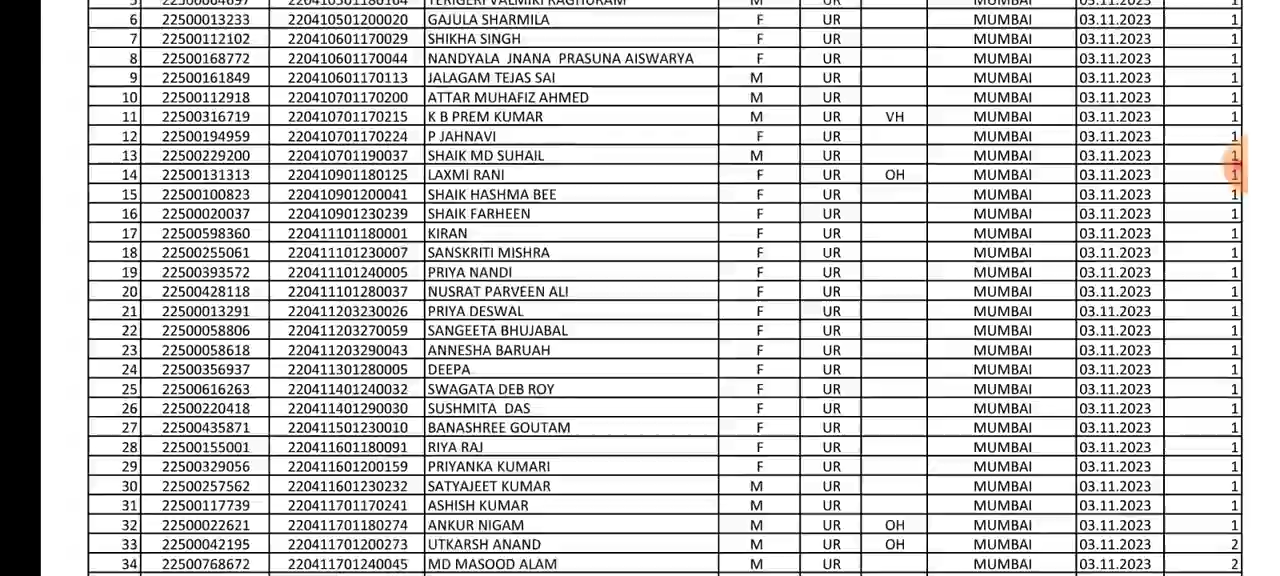 5 22500064697 220410501180164 TERIGERI VALMIKI RAGHURAM M UR MUMBAI 03.11.2023 1
6 22500013233 220410501200020 GAJULA SHARMILA F UR MUMBAI 03.11.2023 1
7 22500112102 220410601170029 SHIKHA SINGH F UR MUMBAI 03.11.2023 1
8 22500168772 220410601170044 NANDYALA JNANA PRASUNA AISWARYA F UR MUMBAI 03.11.2023 1
9 22500161849 220410601170113 JALAGAM TEJAS SAI M UR MUMBAI 03.11.2023 1
10 22500112918 220410701170200 ATTAR MUHAFIZ AHMED M UR MUMBAI 03.11.2023 1
11 22500316719 220410701170215 K B PREM KUMAR M UR VH MUMBAI 03.11.2023 1
12 22500194959 220410701170224 P JAHNAVI F UR MUMBAI 03.11.2023 1
13 22500229200 220410701190037 SHAIK MD SUHAIL M UR MUMBAI 03.11.2023 1
14 22500131313 220410901180125 LAXMI RANI F UR OH MUMBAI 03.11.2023 1
15 22500100823 220410901200041 SHAIK HASHMA BEE F UR MUMBAI 03.11.2023 1
16 22500020037 220410901230239 SHAIK FARHEEN F UR MUMBAI 03.11.2023 1
17 22500598360 220411101180001 KIRAN F UR MUMBAI 03.11.2023 1
18 22500255061 220411101230007 SANSKRITI MISHRA F UR MUMBAI 03.11.2023 1
19 22500393572 220411101240005 PRIYA NANDI F UR MUMBAI 03.11.2023 1
20 22500428118 220411101280037 NUSRAT PARVEEN ALI F UR MUMBAI 03.11.2023 1
21 22500013291 220411203230026 PRIYA DESWAL F UR MUMBAI 03.11.2023 1
22 22500058806 220411203270059 SANGEETA BHUJABAL F UR MUMBAI 03.11.2023 1
23 22500058618 220411203290043 ANNESHA BARUAH F UR MUMBAI 03.11.2023 1
24 22500356937 220411301280005 DEEPA F UR MUMBAI 03.11.2023 1
25 22500616263 220411401240032 SWAGATA DEB ROY F UR MUMBAI 03.11.2023 1
26 22500220418 220411401290030 SUSHMITA DAS F UR MUMBAI 03.11.2023 1
27 22500435871 220411501230010 BANASHREE GOUTAM F UR MUMBAI 03.11.2023 1
28 22500155001 220411601180091 RIYA RAJ F UR MUMBAI 03.11.2023 1
29 22500329056 220411601200159 PRIYANKA KUMARI F UR MUMBAI 03.11.2023 1
30 22500257562 220411601230232 SATYAJEET KUMAR M UR MUMBAI 03.11.2023 1
31 22500117739 220411701170241 ASHISH KUMAR M UR MUMBAI 03.11.2023 1
32 22500022621 220411701180274 ANKUR NIGAM M UR OH MUMBAI 03.11.2023 1
33 22500042195 220411701200273 UTKARSH ANAND M UR OH MUMBAI 03.11.2023 2
34 22500768672 220411701240045 MD MASOOD ALAM M UR MUMBAI 03.11.2023 2